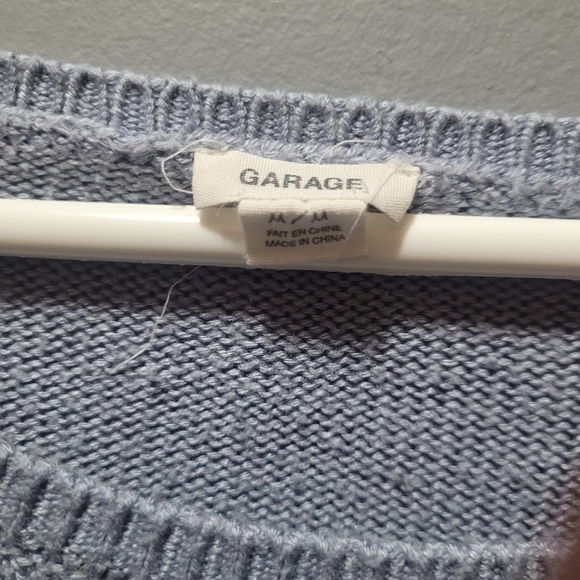 GARAGE
M / M
FAIT EN CHINE
MADE IN CHINA